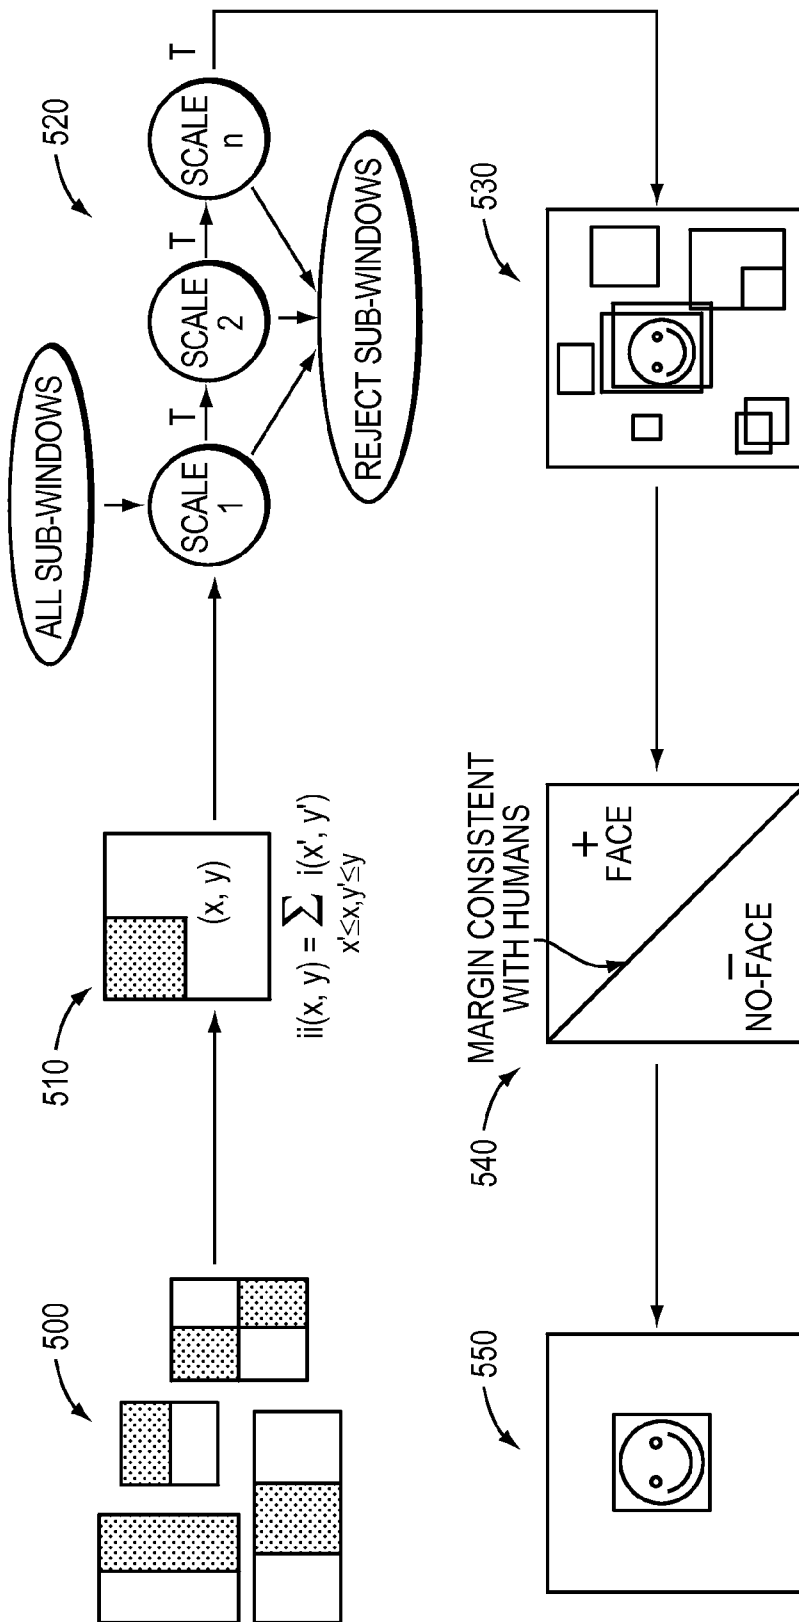 500
510
(x, y)
ii(x, y) = ∑ i(x', y')
x'≤x,y'≤y
520
ALL SUB-WINDOWS
SCALE
1
T
SCALE
2
T
SCALE
n
T
REJECT SUB-WINDOWS
530
540
MARGIN CONSISTENT
WITH HUMANS
+
FACE
−
NO-FACE
550